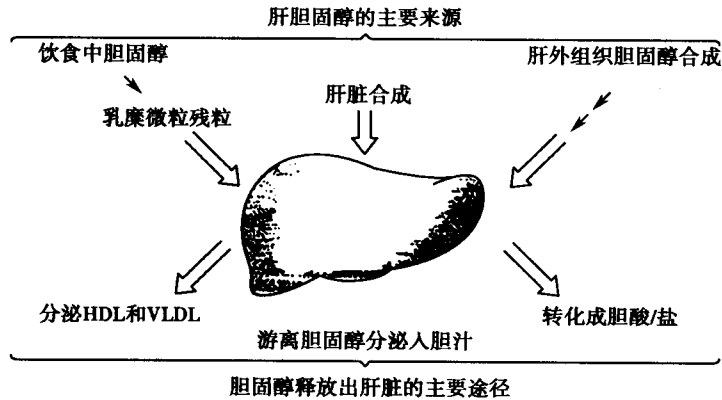 肝胆固醇的主要来源
饮食中胆固醇
肝外组织胆固醇合成
肝脏合成
乳糜微粒残粒
分泌HDL和VLDL
转化成胆酸/盐
游离胆固醇分泌入胆汁
胆固醇释放出肝脏的主要途径